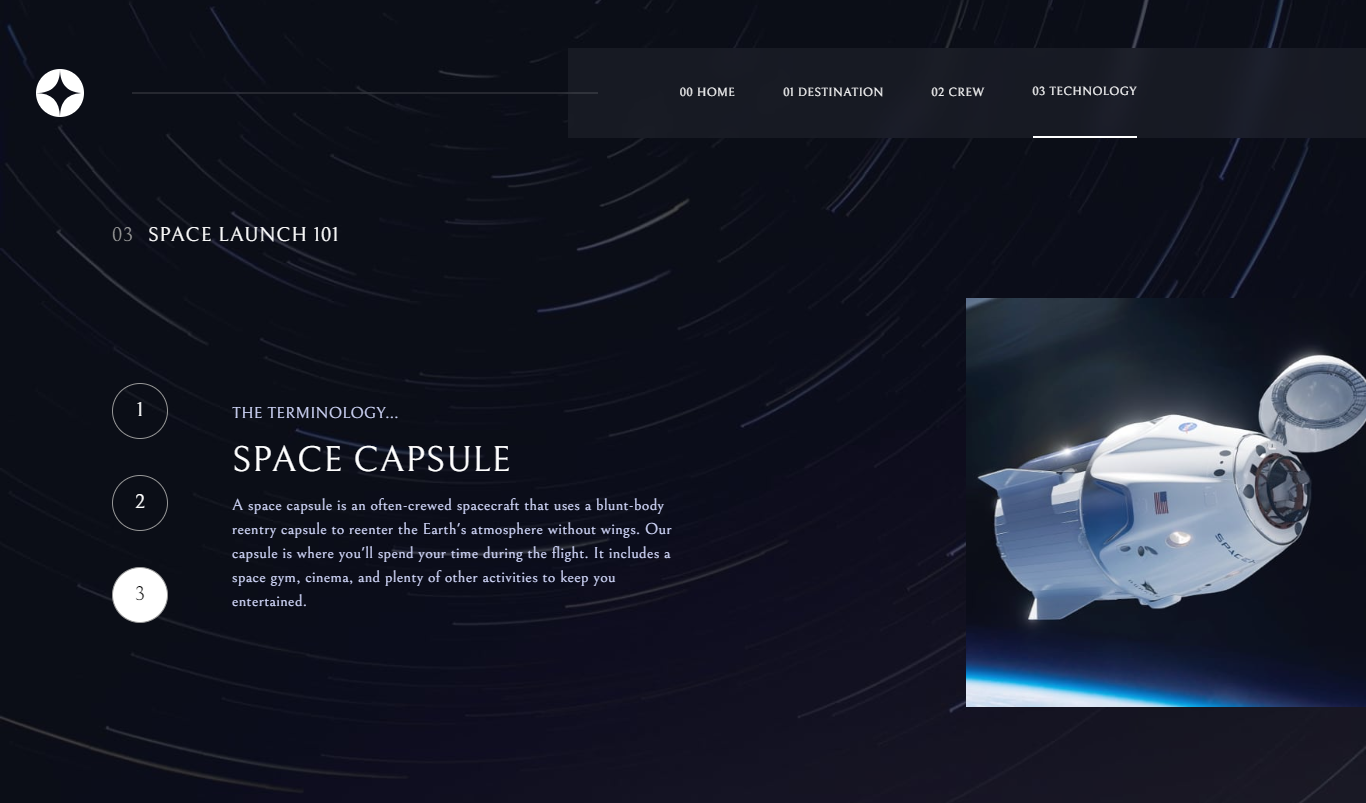 00 HOME
01 DESTINATION
02 CREW
03 TECHNOLOGY
03 SPACE LAUNCH 101
1
2
3
THE TERMINOLOGY...
SPACE CAPSULE
A space capsule is an often-crewed spacecraft that uses a blunt-body
reentry capsule to reenter the Earth's atmosphere without wings. Our
capsule is where you'll spend your time during the flight. It includes a
space gym, cinema, and plenty of other activities to keep you
entertained.